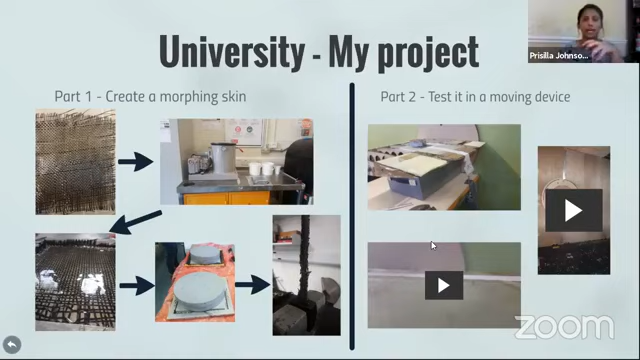 University - My project
Prisilla Johnso...
Part 1 - Create a morphing skin
Part 2 - Test it in a moving device
zoom